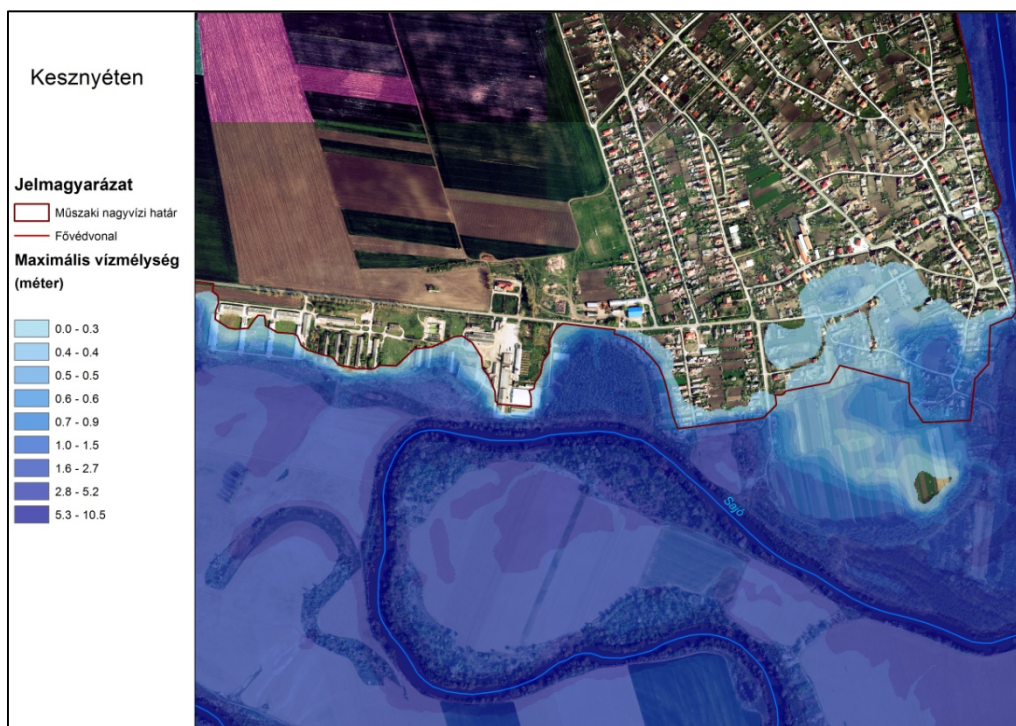 Kesznyéten
Jelmagyarázat
Műszaki nagyvízi határ
Fővédvonal
Maximális vízmélység
(méter)
0.0 - 0.3
0.4 - 0.4
0.5 - 0.5
0.6 - 0.6
0.7 - 0.9
1.0 - 1.5
1.6 - 2.7
2.8 - 5.2
5.3 - 10.5
Sajó